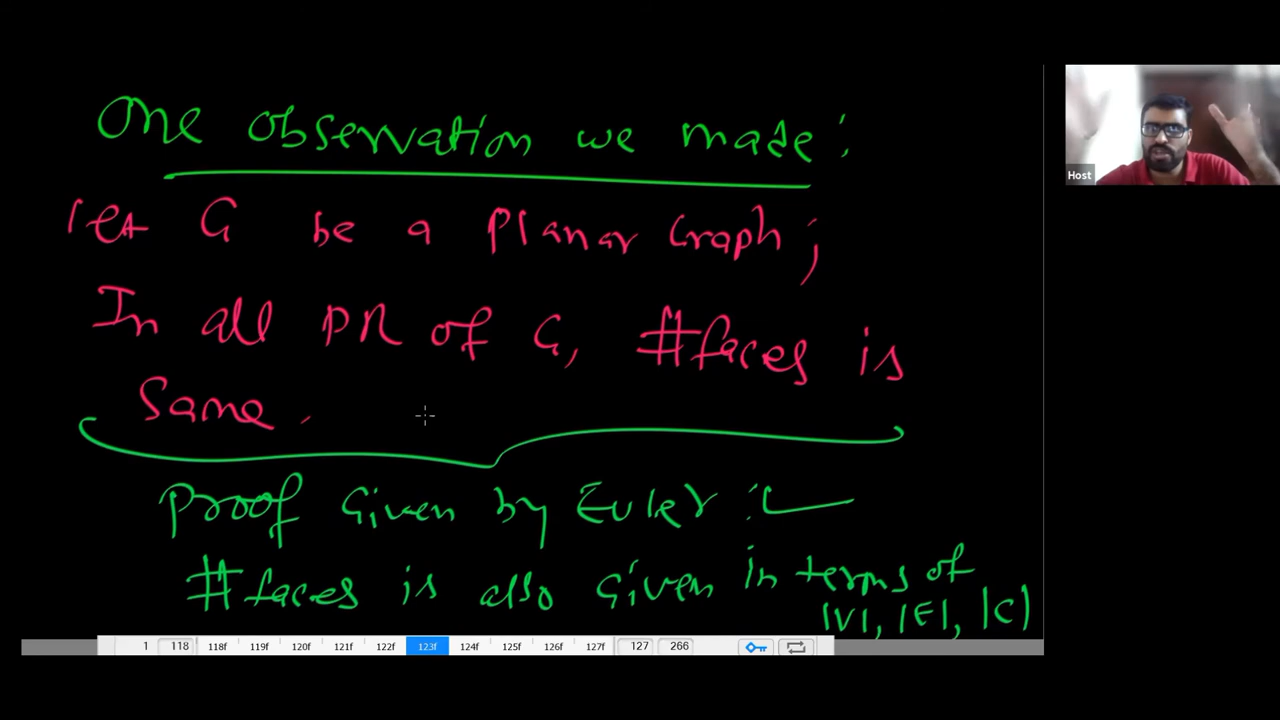 One observation we made:
Let G be a Planar Graph;
In all PR of G, #faces is
Same.
Proof Given by Euler :
#faces is also Given in terms of
|V|, |E|, |C|
Host
1 118 118f 119f 120f 121f 122f 123f 124f 125f 126f 127f 127 266